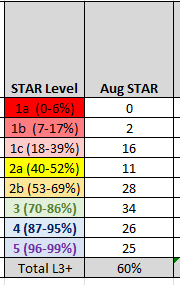 STAR Level Aug STAR
1a (0-6%) 0
1b (7-17%) 2
1c (18-39%) 16
2a (40-52%) 11
2b (53-69%) 28
3 (70-86%) 34
4 (87-95%) 26
5 (96-99%) 25
Total L3+ 60%